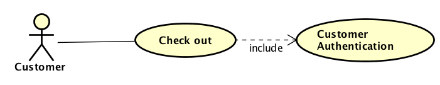 Check out
include
Customer
Authentication
Customer